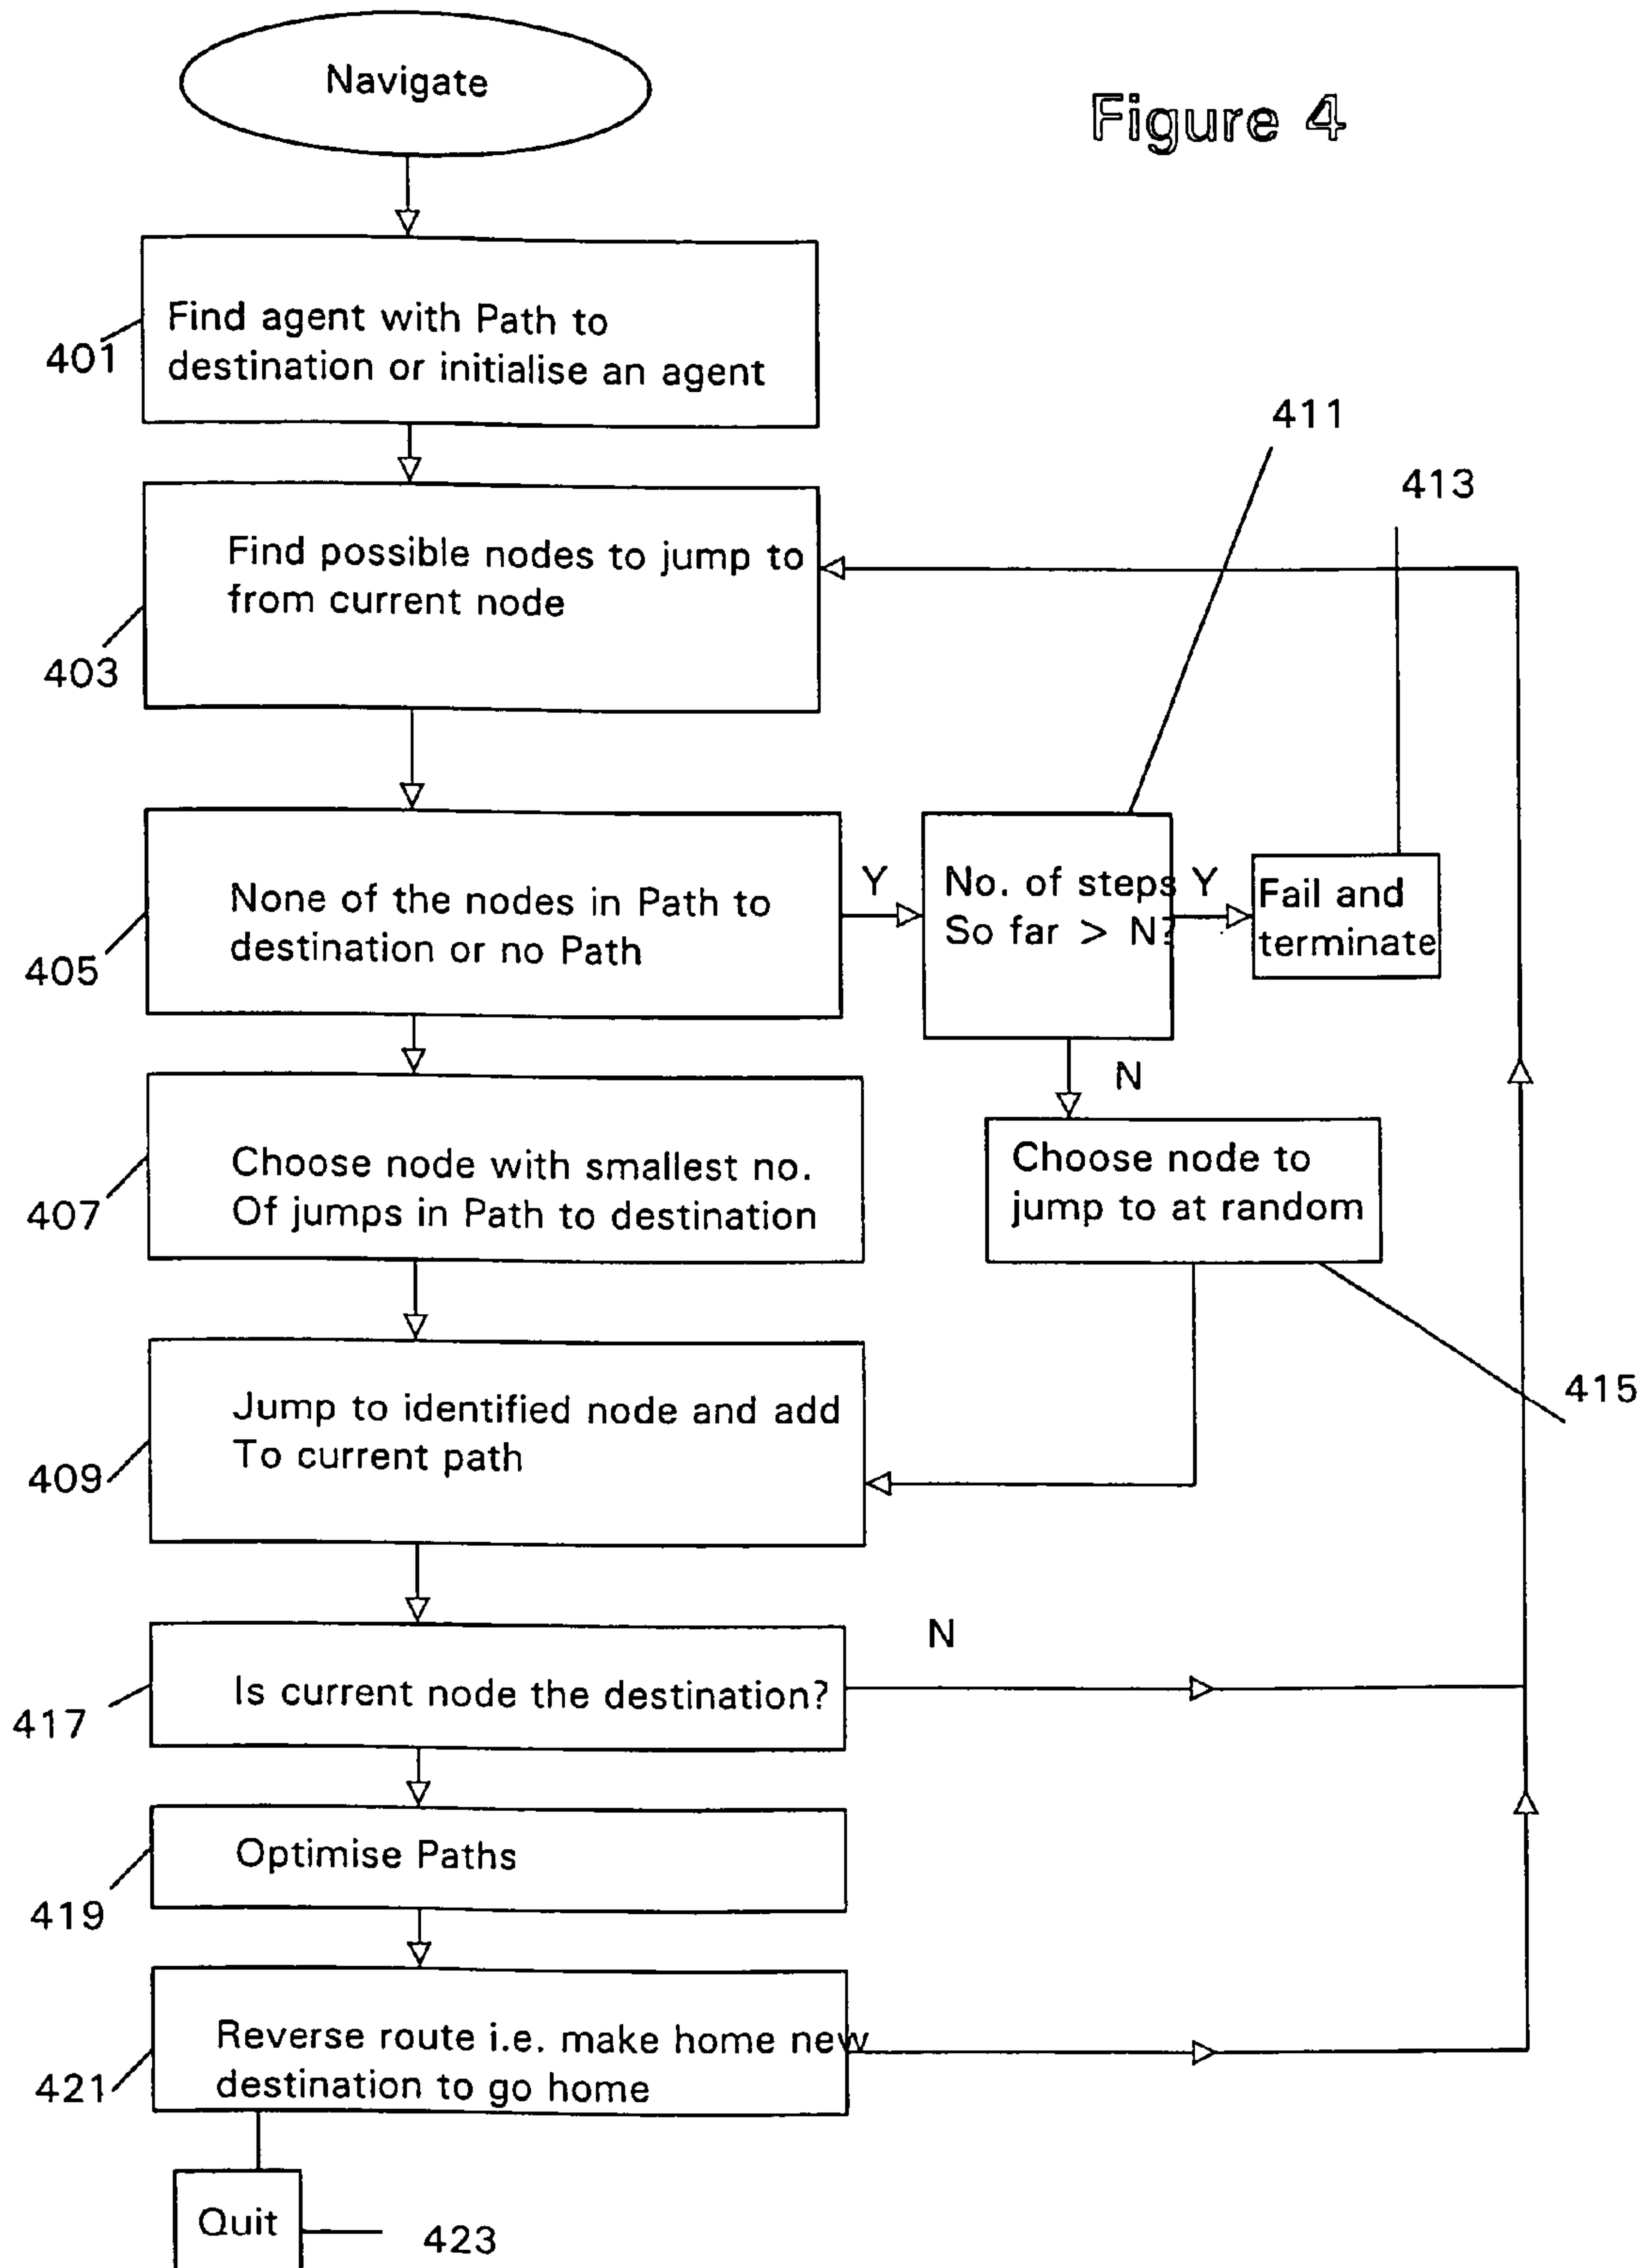 Navigate
Figure 4
Find agent with Path to
destination or initialise an agent
401
411
413
Find possible nodes to jump to
from current node
403
None of the nodes in Path to
destination or no Path
405
Y
No. of steps
So far > N?
Y
Fail and
terminate
N
Choose node with smallest no.
Of jumps in Path to destination
407
Choose node to
jump to at random
415
Jump to identified node and add
To current path
409
N
Is current node the destination?
417
Optimise Paths
419
Reverse route i.e. make home new
destination to go home
421
Quit
423